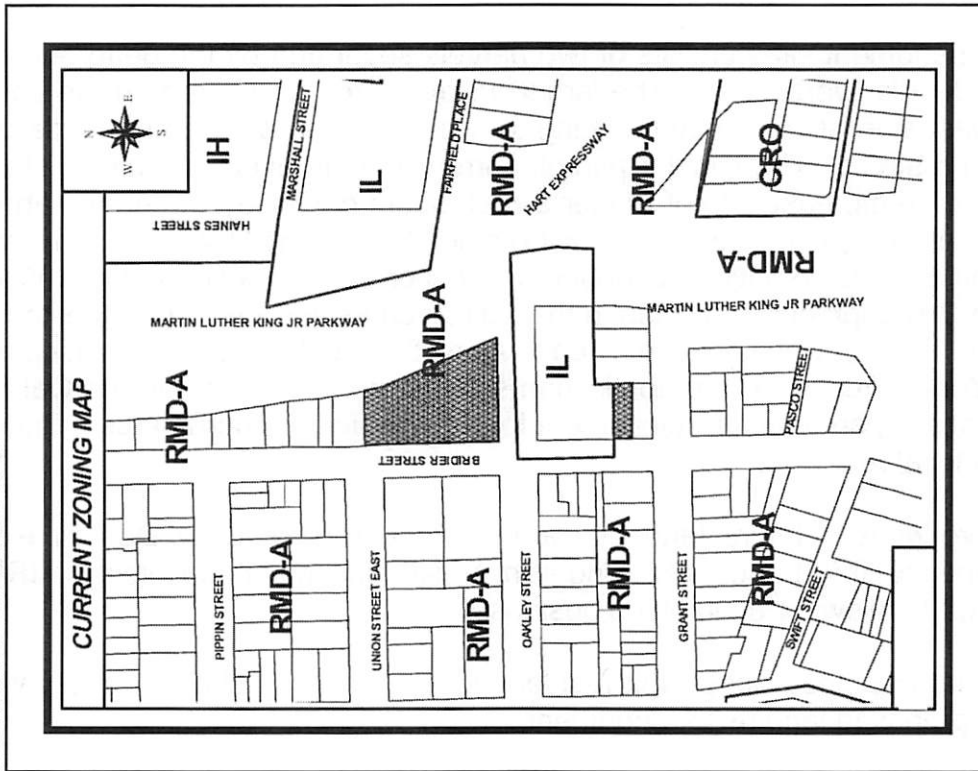 CURRENT ZONING MAP
N
E
S
W
HAINES STREET
IH
MARSHALL STREET
IL
FAIRFIELD PLACE
RMD-A
HART EXPRESSWAY
RMD-A
CRO
RMD-A
MARTIN LUTHER KING JR PARKWAY
MARTIN LUTHER KING JR PARKWAY
RMD-A
RMD-A
IL
BRIDIER STREET
PASCO STREET
PIPPIN STREET
RMD-A
UNION STREET EAST
RMD-A
OAKLEY STREET
RMD-A
GRANT STREET
RMD-A
SWIFT STREET